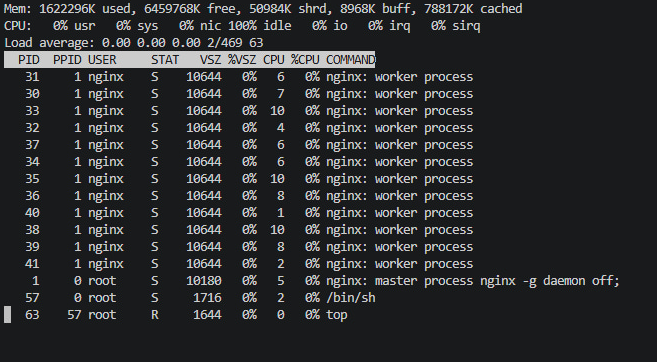 Mem: 1622296K used, 6459768K free, 50984K shrd, 8968K buff, 788172K cached
CPU:   0% usr   0% sys   0% nic 100% idle   0% io   0% irq   0% sirq
Load average: 0.00 0.00 0.00 2/469 63
  PID  PPID USER     STAT   VSZ %VSZ CPU %CPU COMMAND
   31     1 nginx    S    10644   0%   6   0% nginx: worker process
   30     1 nginx    S    10644   0%   7   0% nginx: worker process
   33     1 nginx    S    10644   0%  10   0% nginx: worker process
   32     1 nginx    S    10644   0%   4   0% nginx: worker process
   37     1 nginx    S    10644   0%   6   0% nginx: worker process
   34     1 nginx    S    10644   0%   6   0% nginx: worker process
   35     1 nginx    S    10644   0%  10   0% nginx: worker process
   36     1 nginx    S    10644   0%   8   0% nginx: worker process
   40     1 nginx    S    10644   0%   1   0% nginx: worker process
   38     1 nginx    S    10644   0%  10   0% nginx: worker process
   39     1 nginx    S    10644   0%   8   0% nginx: worker process
   41     1 nginx    S    10644   0%   2   0% nginx: worker process
    1     0 root     S    10180   0%   5   0% nginx: master process nginx -g daemon off;
   57     0 root     S     1716   0%   2   0% /bin/sh
   63    57 root     R     1644   0%   0   0% top